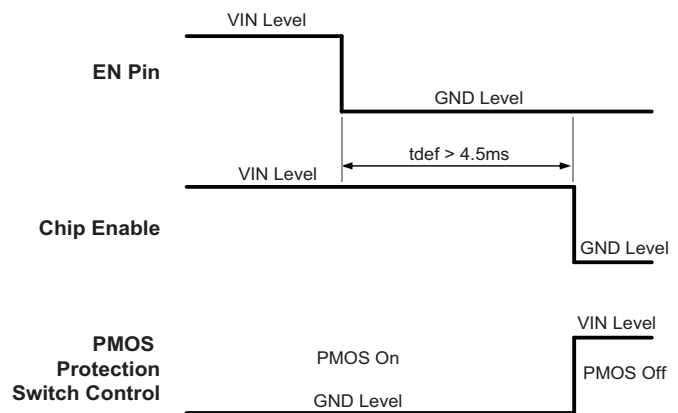 VIN Level
EN Pin
GND Level
tdef > 4.5ms
VIN Level
Chip Enable
GND Level
VIN Level
PMOS
Protection
Switch Control
PMOS On
PMOS Off
GND Level